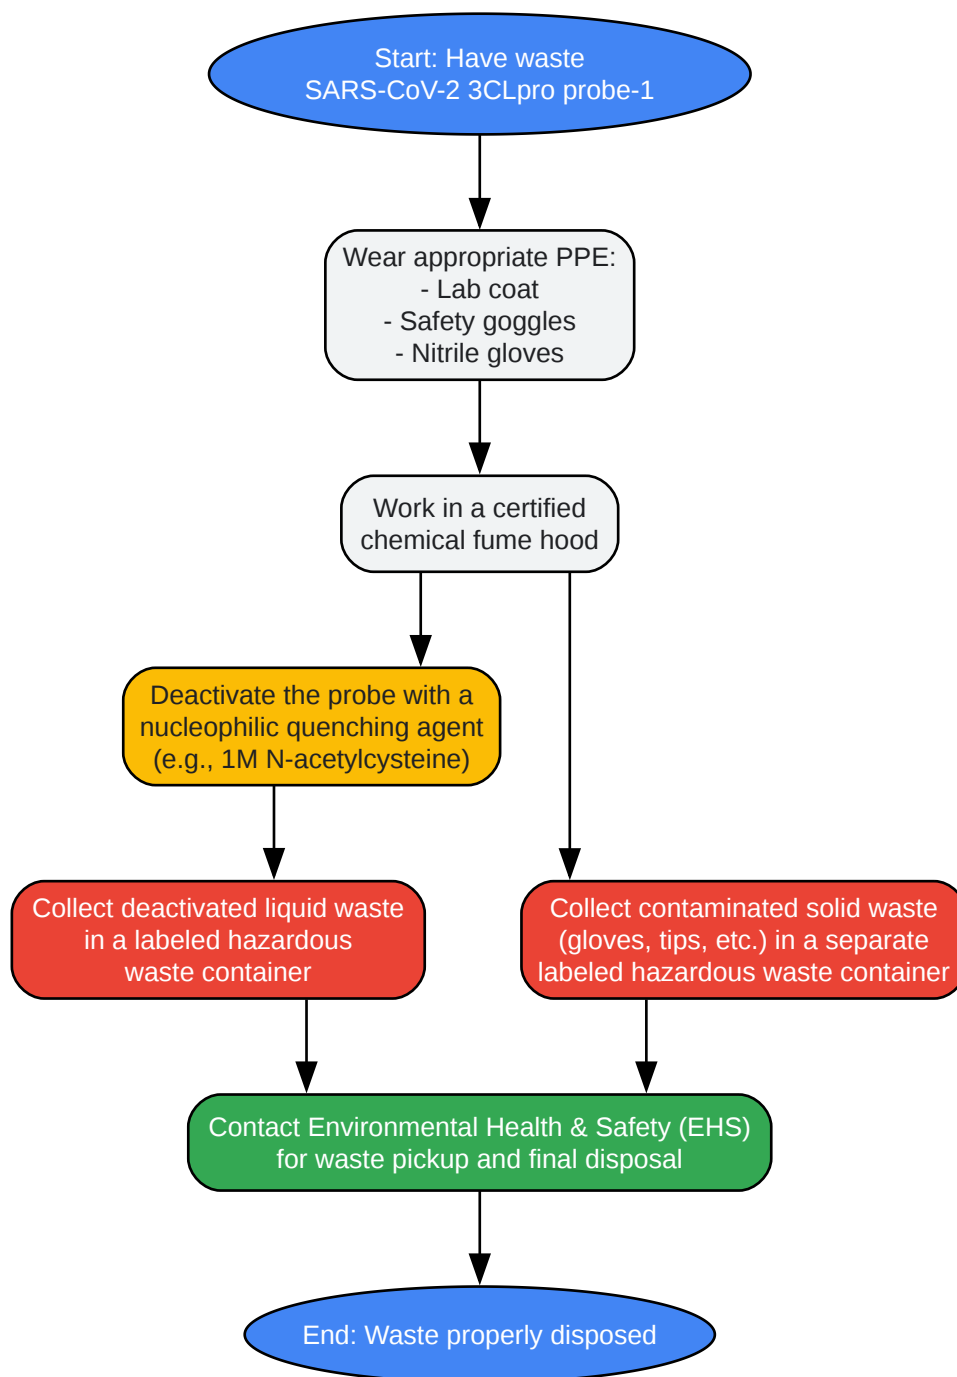 Start: Have waste
SARS-CoV-2 3CLpro probe-1
Wear appropriate PPE:
- Lab coat
- Safety goggles
- Nitrile gloves
Work in a certified
chemical fume hood
Deactivate the probe with a
nucleophilic quenching agent
(e.g., 1M N-acetylcysteine)
Collect deactivated liquid waste
in a labeled hazardous
waste container
Collect contaminated solid waste
(gloves, tips, etc.) in a separate
labeled hazardous waste container
Contact Environmental Health & Safety (EHS)
for waste pickup and final disposal
End: Waste properly disposed